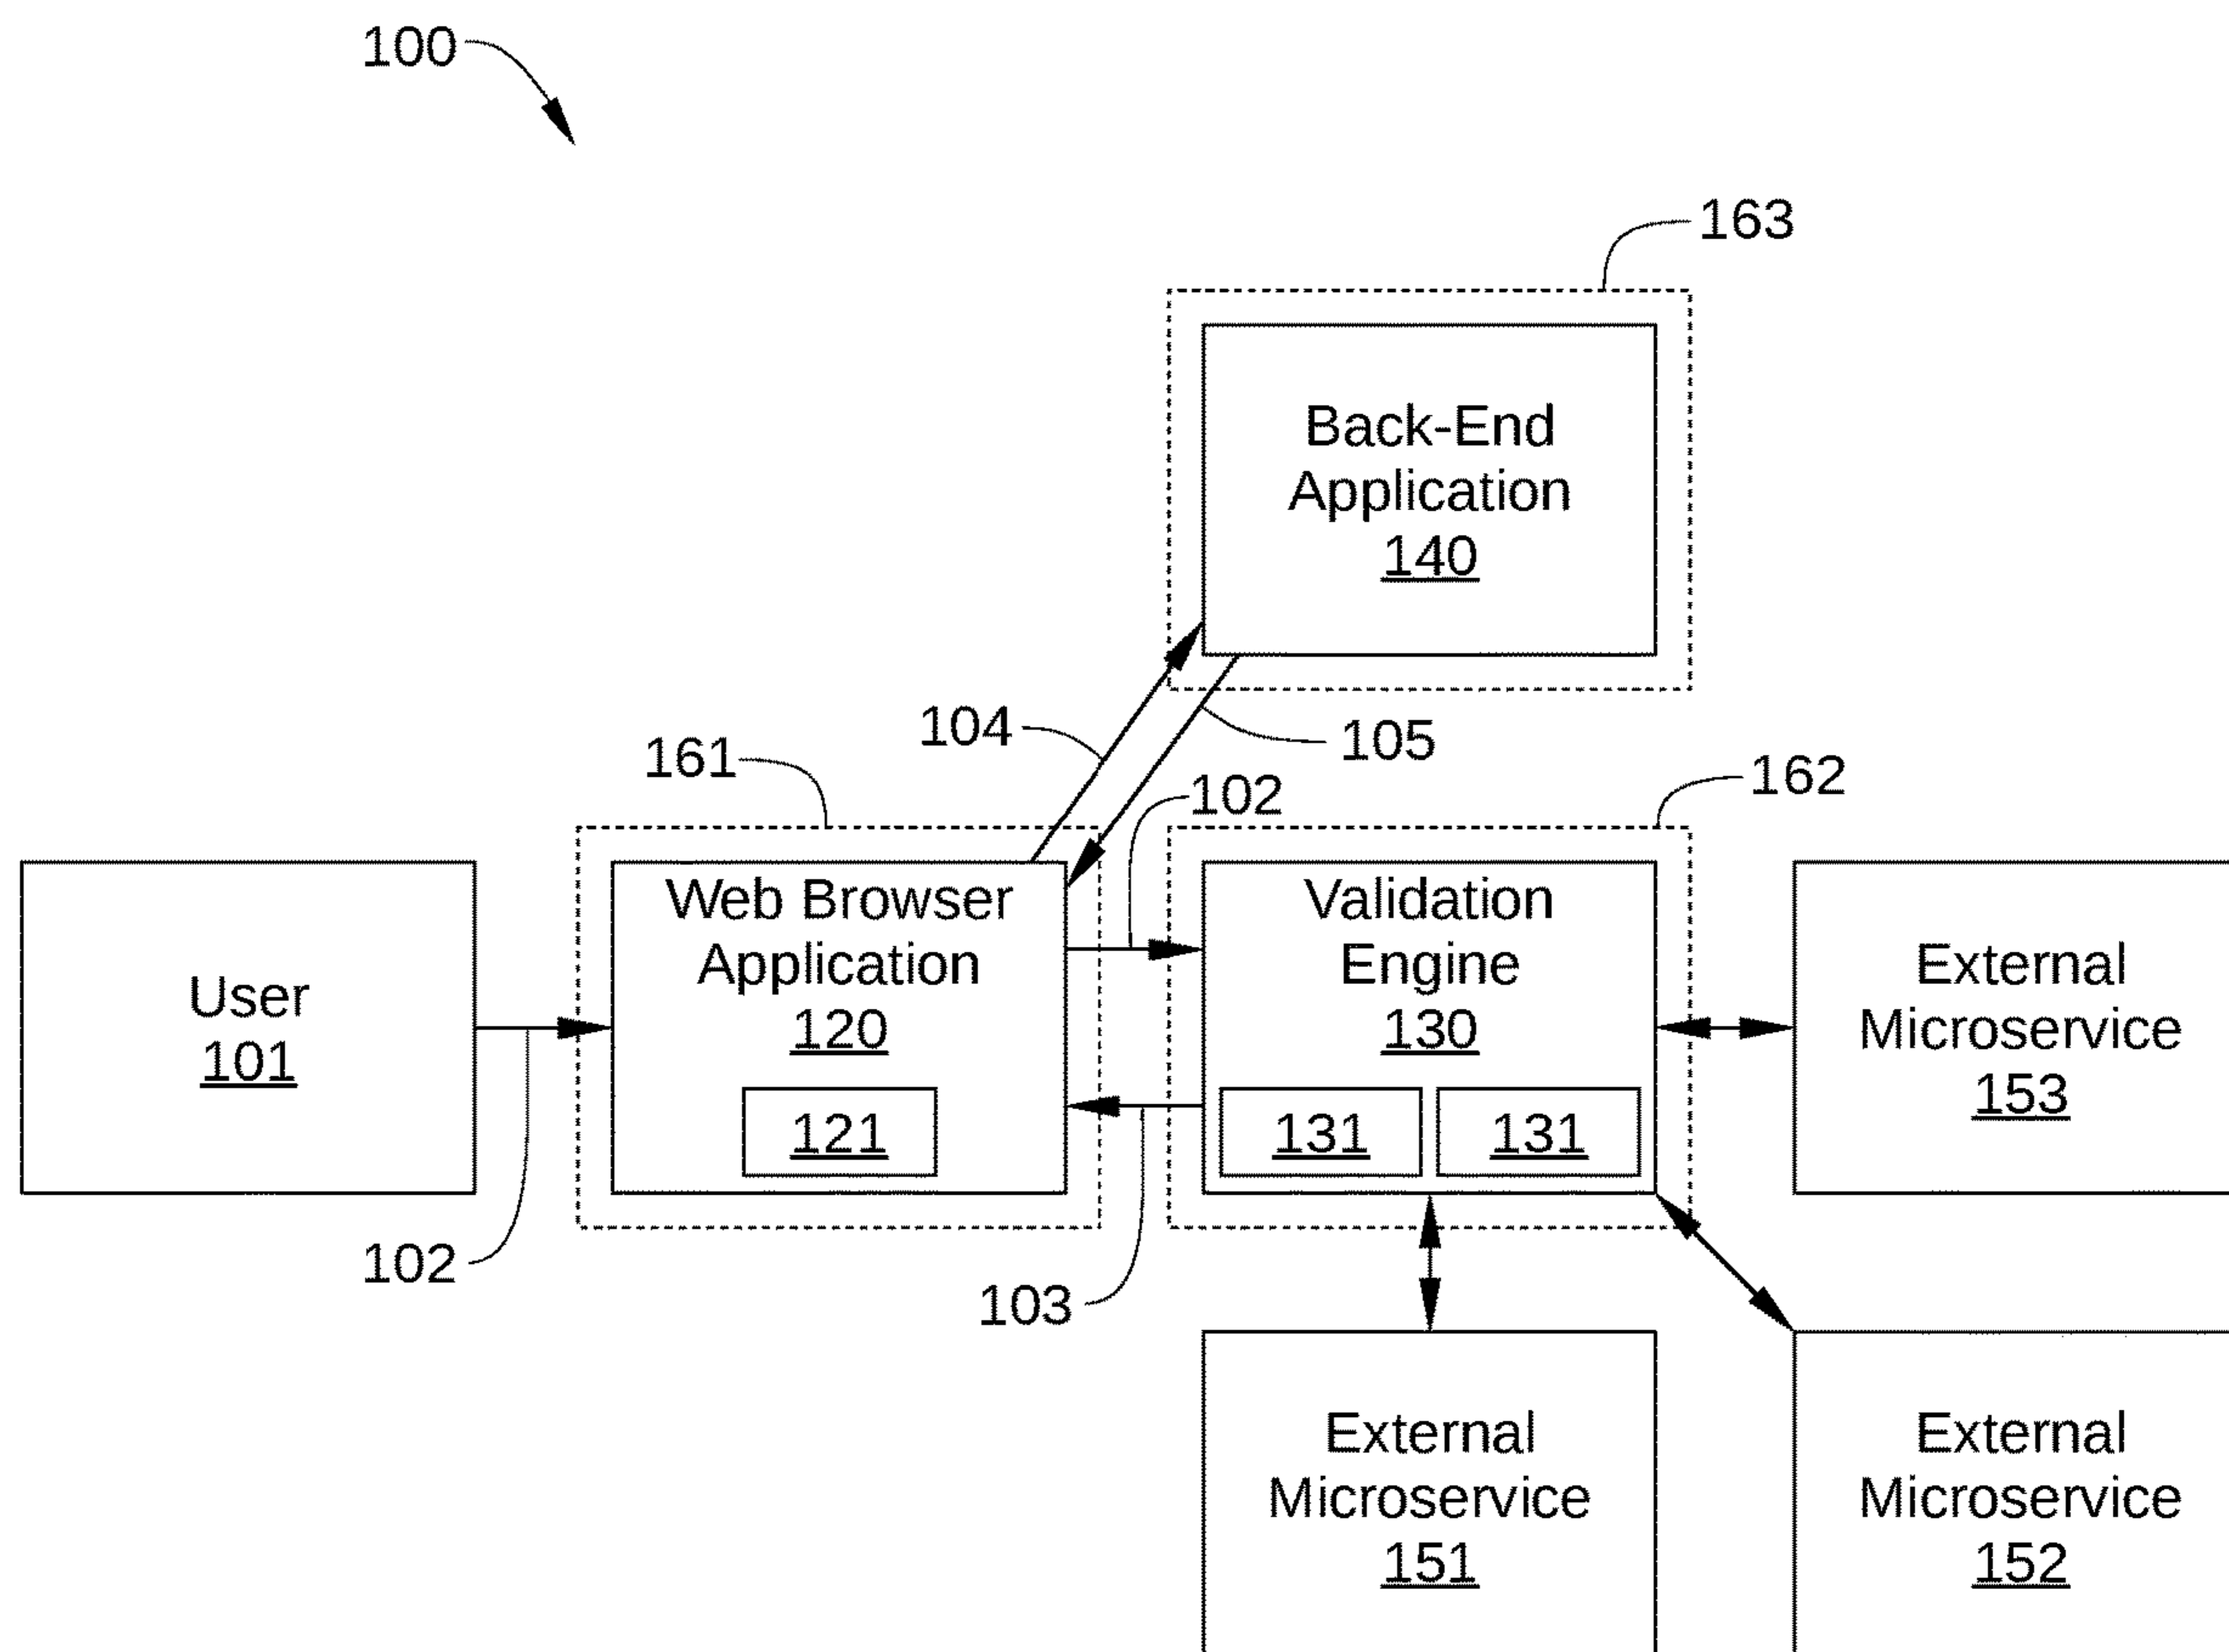 100
163
Back-End
Application
140
104
105
161
102
162
User
101
Web Browser
Application
120
121
Validation
Engine
130
131
131
External
Microservice
153
102
103
External
Microservice
151
External
Microservice
152